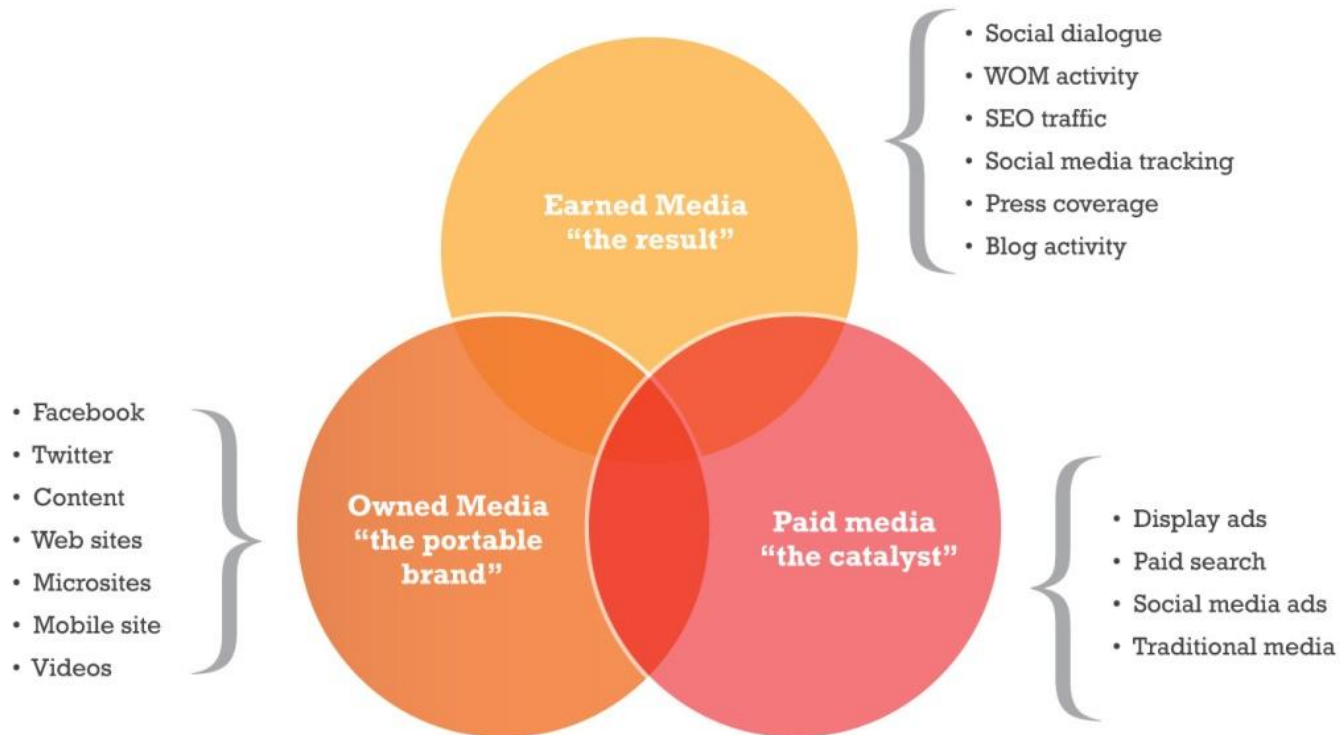 • Social dialogue
• WOM activity
• SEO traffic
• Social media tracking
• Press coverage
• Blog activity
Earned Media
“the result”
• Facebook
• Twitter
• Content
• Web sites
• Microsites
• Mobile site
• Videos
Owned Media
“the portable
brand”
Paid media
“the catalyst”
• Display ads
• Paid search
• Social media ads
• Traditional media